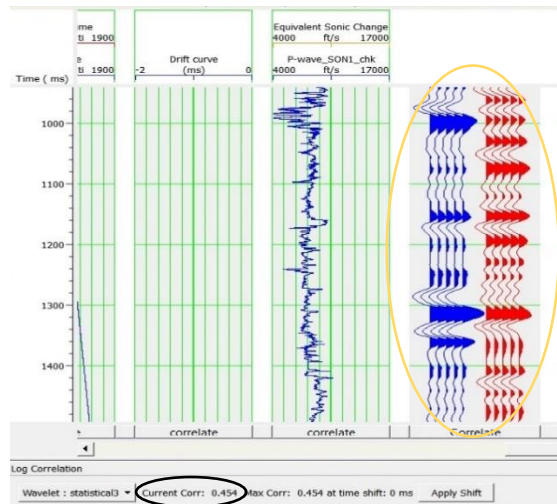 ume
ti 1900
e
ti 1900
Drift curve
-2 (ms) 0
Equivalent Sonic Change
4000 ft/s 17000
P-wave_SON1_chk
4000 ft/s 17000
Time ( ms)
1000
1100
1200
1300
1400
e
correlate
correlate
Correlate
Log Correlation
Wavelet : statistical3 Current Corr: 0.454 Max Corr: 0.454 at time shift: 0 ms Apply Shift